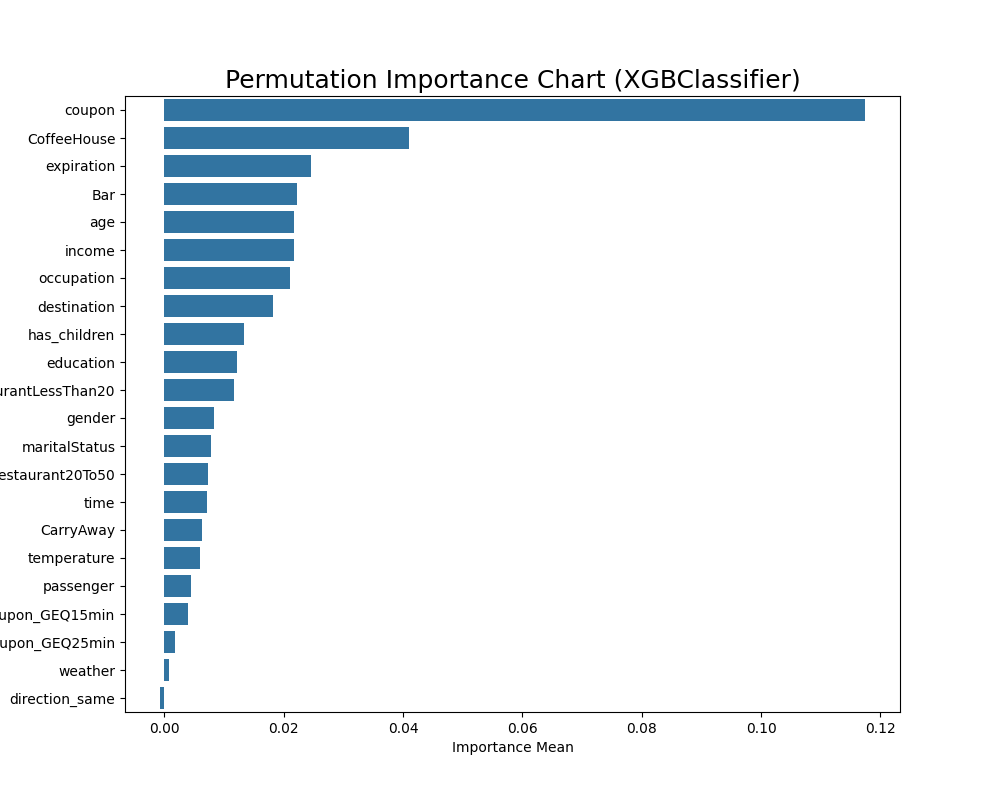 Permutation Importance Chart (XGBClassifier)
coupon
CoffeeHouse
expiration
Bar
age
income
occupation
destination
has_children
education
urantLessThan20
gender
maritalStatus
estaurant20To50
time
CarryAway
temperature
passenger
upon_GEQ15min
upon_GEQ25min
weather
direction_same
0.00 0.02 0.04 0.06 0.08 0.10 0.12
Importance Mean